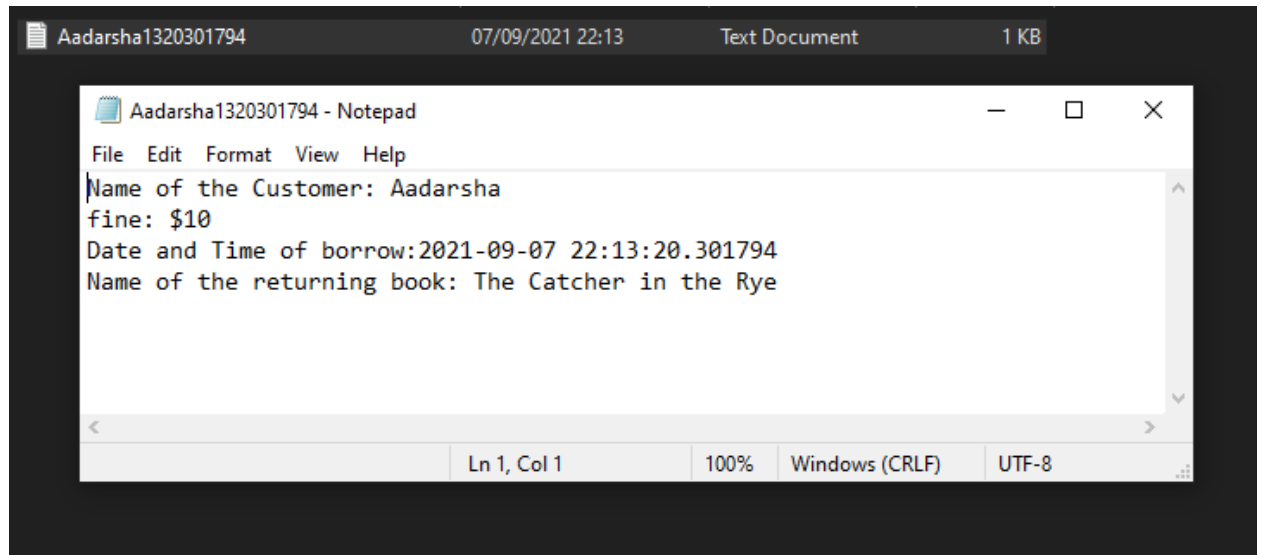 Aadarsha1320301794 07/09/2021 22:13 Text Document 1 KB
Aadarsha1320301794 - Notepad
File Edit Format View Help
Name of the Customer: Aadarsha
fine: $10
Date and Time of borrow:2021-09-07 22:13:20.301794
Name of the returning book: The Catcher in the Rye
Ln 1, Col 1 100% Windows (CRLF) UTF-8